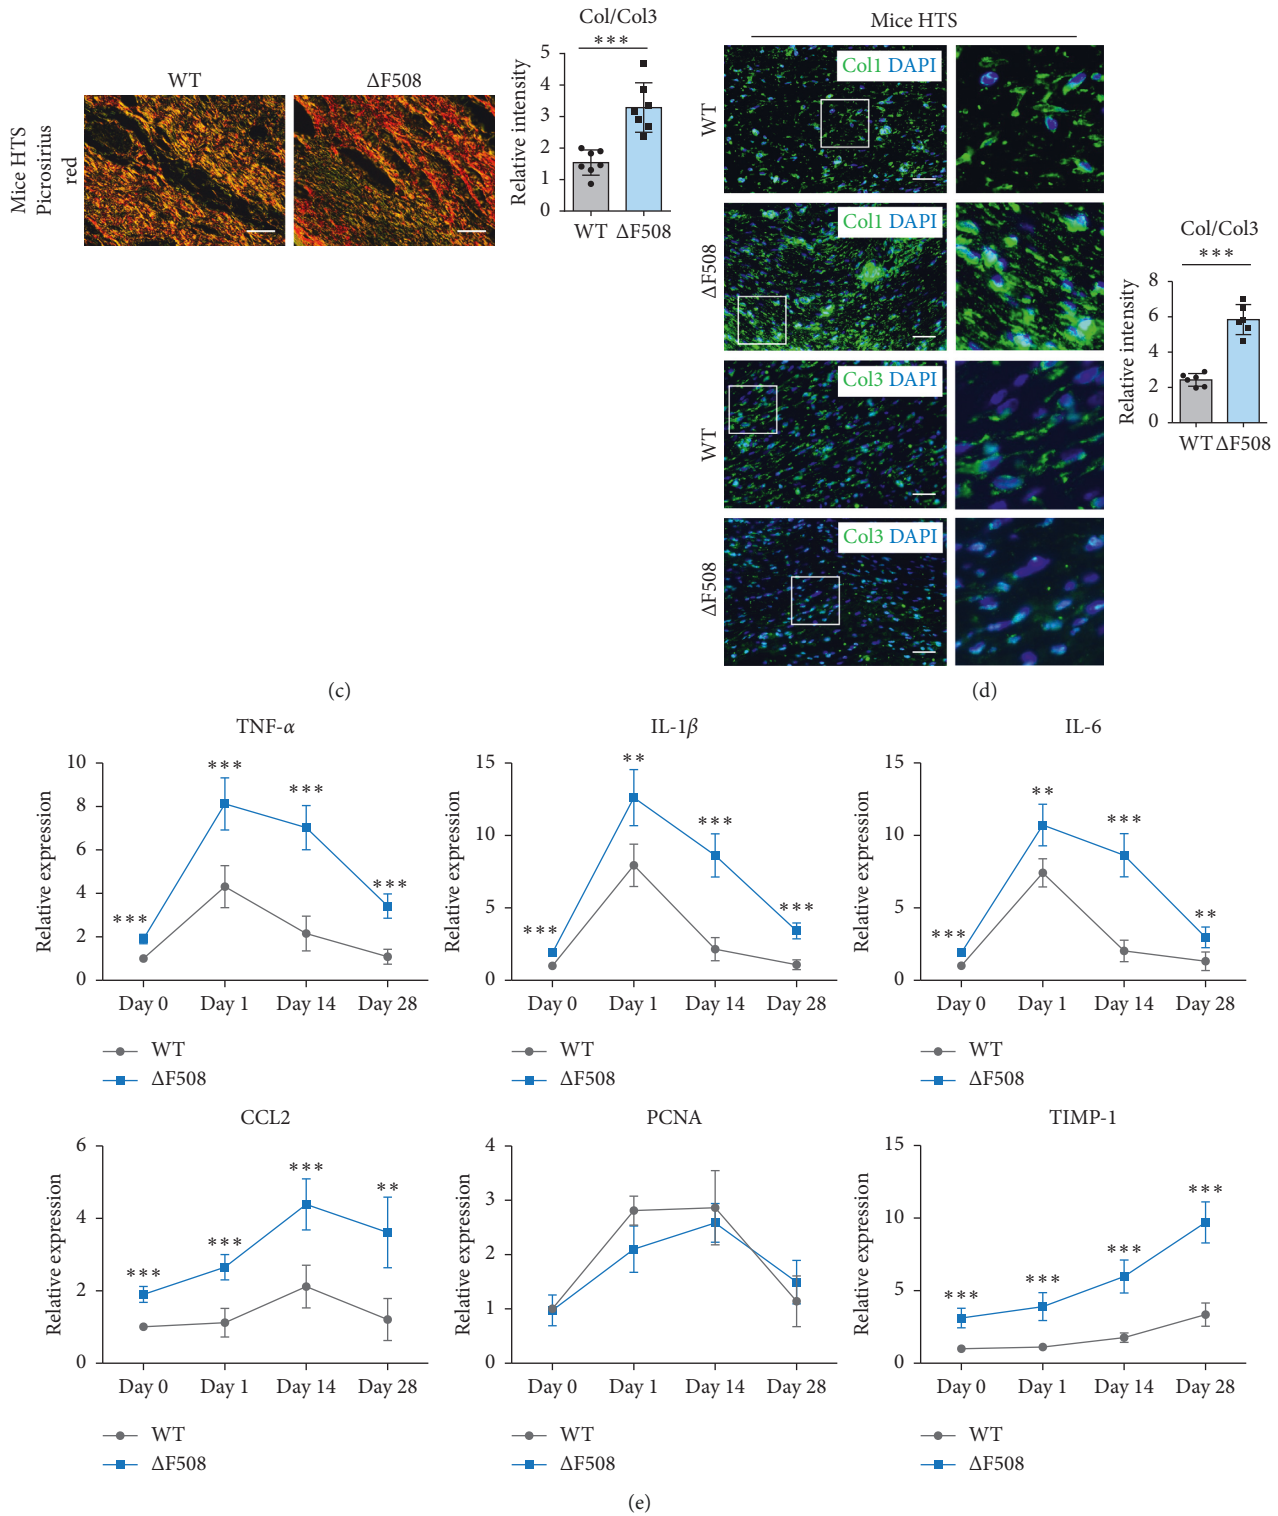 Mice HTS
Picrosirius
red
WT
ΔF508
Col/Col3
***
Relative intensity
5
4
3
2
1
0
WT ΔF508
(c)
Mice HTS
WT
Col1 DAPI
ΔF508
Col1 DAPI
WT
Col3 DAPI
ΔF508
Col3 DAPI
Col/Col3
***
Relative intensity
8
6
4
2
0
WT ΔF508
(d)
TNF-α
Relative expression
10
8
6
4
2
0
***
***
***
***
Day 0 Day 1 Day 14 Day 28
WT
ΔF508
IL-1β
Relative expression
15
10
5
0
***
**
***
***
Day 0 Day 1 Day 14 Day 28
WT
ΔF508
IL-6
Relative expression
15
10
5
0
***
**
***
**
Day 0 Day 1 Day 14 Day 28
WT
ΔF508
CCL2
Relative expression
6
4
2
0
***
***
***
**
Day 0 Day 1 Day 14 Day 28
WT
ΔF508
PCNA
Relative expression
4
3
2
1
0
Day 0 Day 1 Day 14 Day 28
WT
ΔF508
TIMP-1
Relative expression
15
10
5
0
***
***
***
***
Day 0 Day 1 Day 14 Day 28
WT
ΔF508
(e)